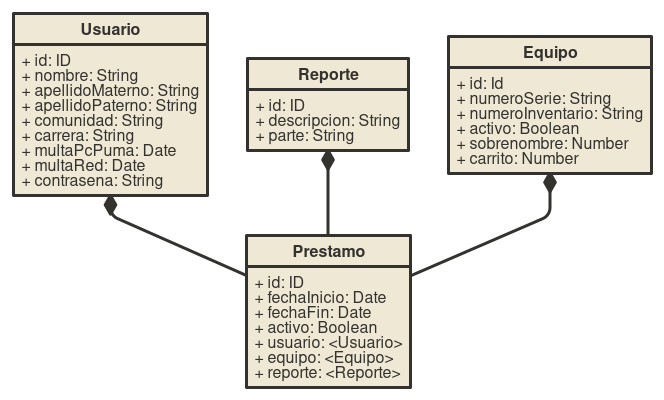 Usuario
+ id: ID
+ nombre: String
+ apellidoMaterno: String
+ apellidoPaterno: String
+ comunidad: String
+ carrera: String
+ multaPcPuma: Date
+ multaRed: Date
+ contrasena: String
Reporte
+ id: ID
+ descripcion: String
+ parte: String
Equipo
+ id: Id
+ numeroSerie: String
+ numeroInventario: String
+ activo: Boolean
+ sobrenombre: Number
+ carrito: Number
Prestamo
+ id: ID
+ fechaInicio: Date
+ fechaFin: Date
+ activo: Boolean
+ usuario: <Usuario>
+ equipo: <Equipo>
+ reporte: <Reporte>